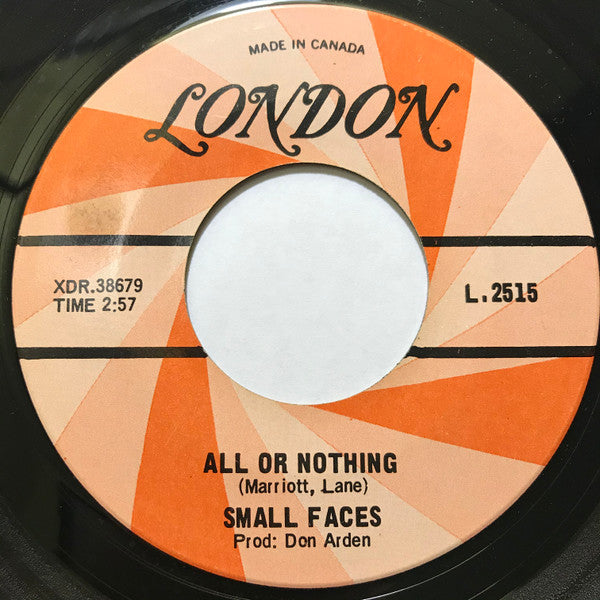 MADE IN CANADA
LONDON
XDR.38679
TIME 2:57
L.2515
ALL OR NOTHING
(Marriott, Lane)
SMALL FACES
Prod: Don Arden